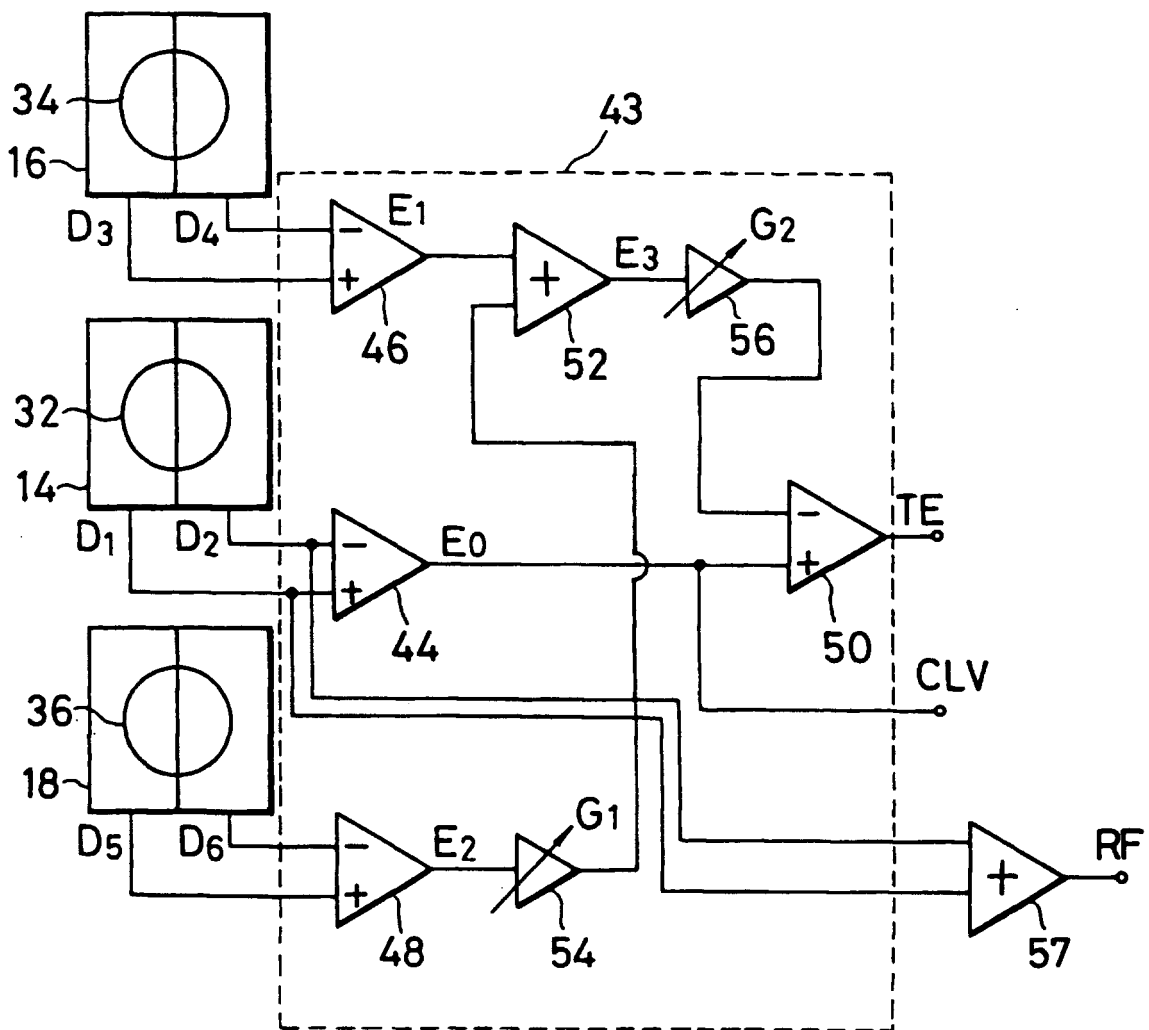 34
16
D3 D4
43
E1
-
+
46
+
52
E3
G2
56
32
14
D1 D2
-
+
44
E0
-
+
50
TE
CLV
36
18
D5 D6
-
+
48
E2
G1
54
+
57
RF